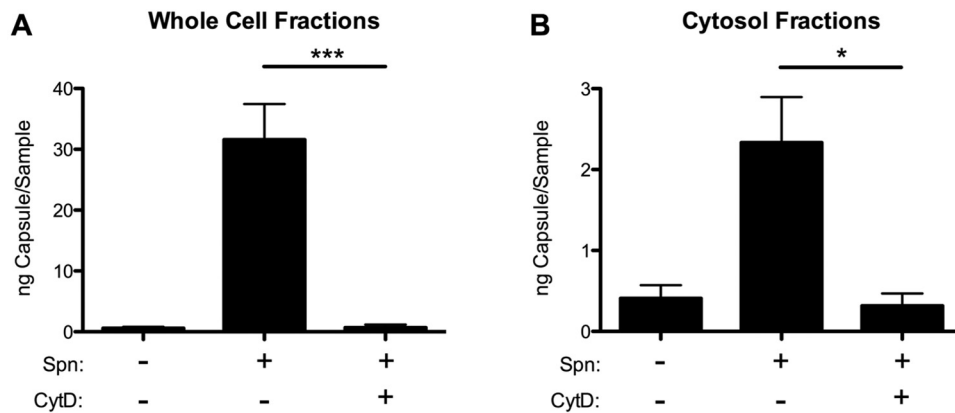 A Whole Cell Fractions
***
ng Capsule/Sample
40
30
20
10
0
Spn: - + +
CytD: - - +
B Cytosol Fractions
*
ng Capsule/Sample
3
2
1
0
Spn: - + +
CytD: - - +